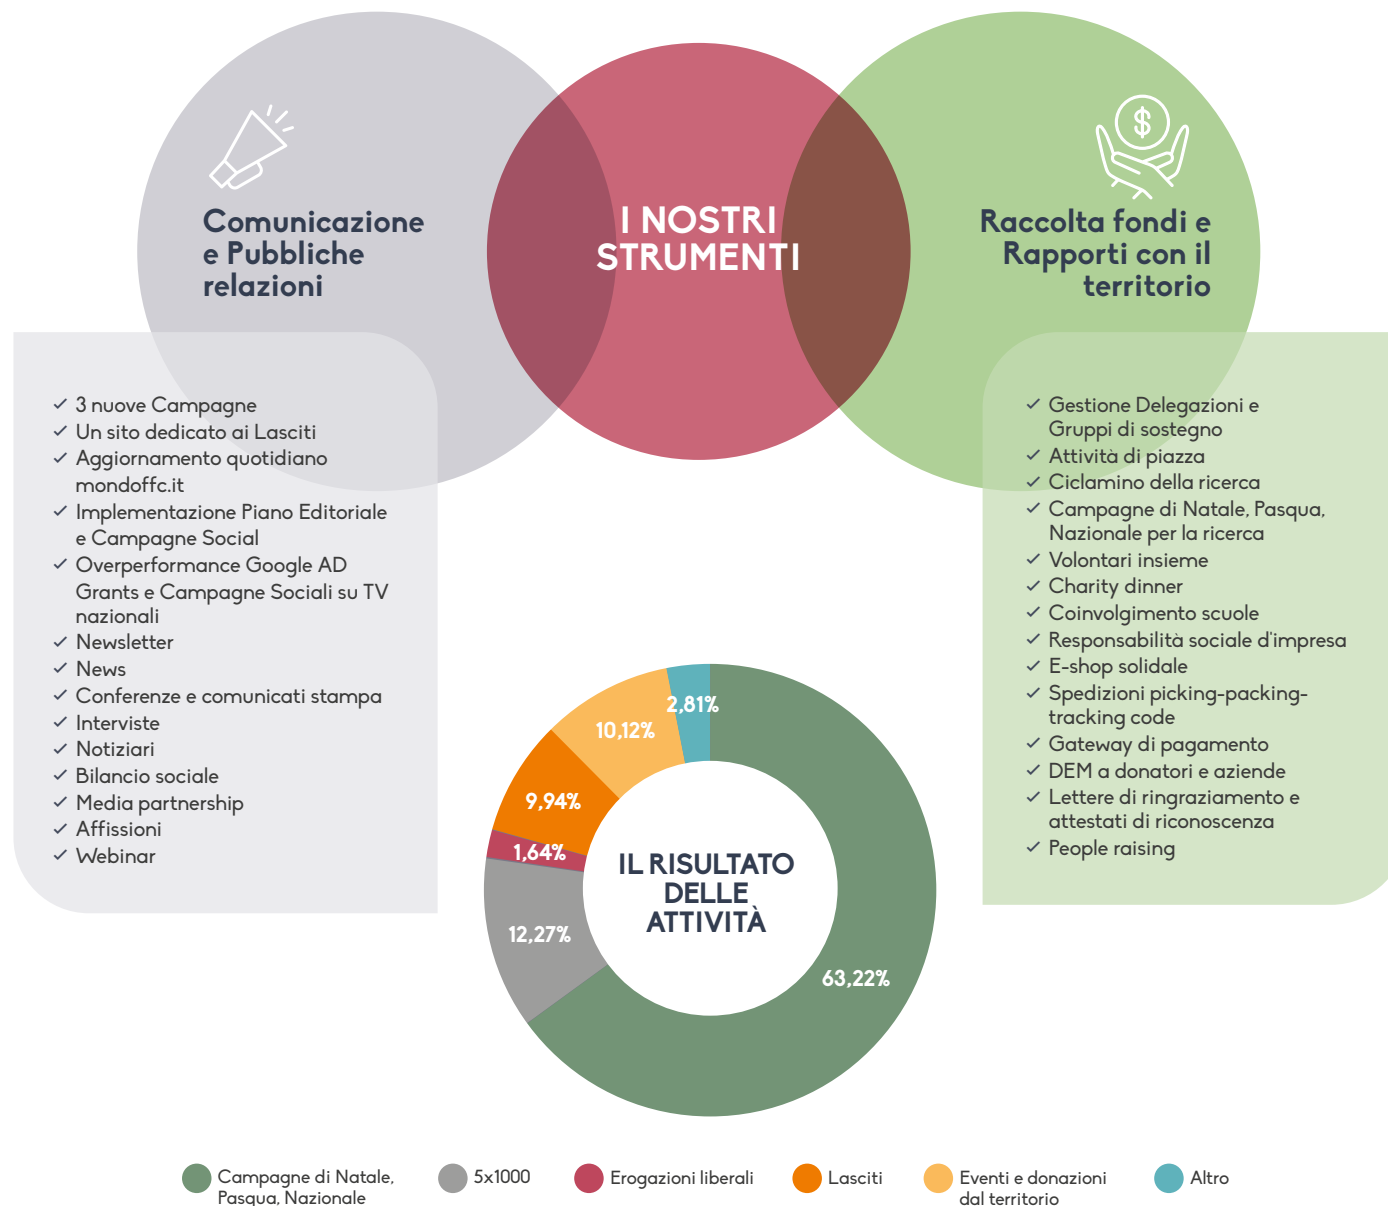 Comunicazione
e Pubbliche
relazioni
I NOSTRI
STRUMENTI
$
Raccolta fondi e
Rapporti con il
territorio
3 nuove Campagne
Un sito dedicato ai Lasciti
Aggiornamento quotidiano
mondoffc.it
Implementazione Piano Editoriale
e Campagne Social
Overperformance Google AD
Grants e Campagne Sociali su TV
nazionali
Newsletter
News
Conferenze e comunicati stampa
Interviste
Notiziari
Bilancio sociale
Media partnership
Affissioni
Webinar
Gestione Delegazioni e
Gruppi di sostegno
Attività di piazza
Ciclamino della ricerca
Campagne di Natale, Pasqua,
Nazionale per la ricerca
Volontari insieme
Charity dinner
Coinvolgimento scuole
Responsabilità sociale d'impresa
E-shop solidale
Spedizioni picking-packing-
tracking code
Gateway di pagamento
DEM a donatori e aziende
Lettere di ringraziamento e
attestati di riconoscenza
People raising
2,81%
10,12%
9,94%
1,64%
12,27%
63,22%
IL RISULTATO
DELLE
ATTIVITÀ
Campagne di Natale,
Pasqua, Nazionale
5x1000
Erogazioni liberali
Lasciti
Eventi e donazioni
dal territorio
Altro